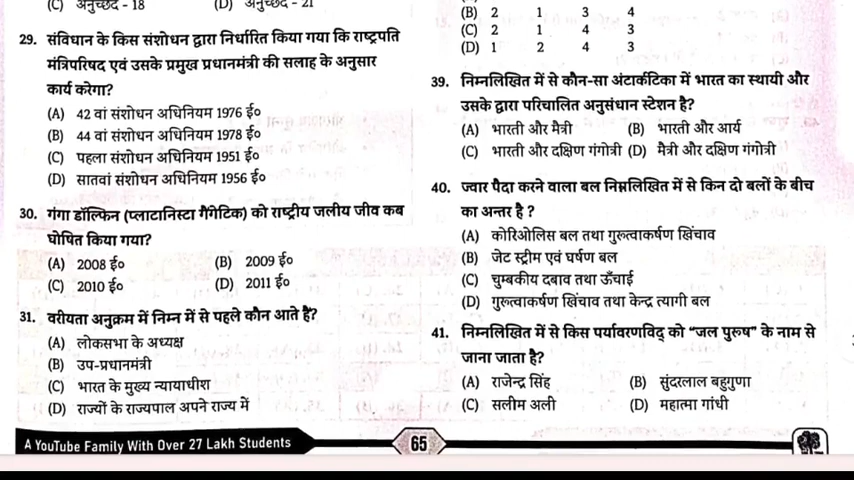 (C) अनुच्छेद - 18 (D) अनुच्छेद - 21
29. संविधान के किस संशोधन द्वारा निर्धारित किया गया कि राष्ट्रपति
मंत्रिपरिषद एवं उसके प्रमुख प्रधानमंत्री की सलाह के अनुसार
कार्य करेगा?
(A) 42 वां संशोधन अधिनियम 1976 ई०
(B) 44 वां संशोधन अधिनियम 1978 ई०
(C) पहला संशोधन अधिनियम 1951 ई०
(D) सातवां संशोधन अधिनियम 1956 ई०
30. गंगा डॉल्फिन (प्लाटानिस्टा गैंगेटिक) को राष्ट्रीय जलीय जीव कब
घोषित किया गया?
(A) 2008 ई० (B) 2009 ई०
(C) 2010 ई० (D) 2011 ई०
31. वरीयता अनुक्रम में निम्न में से पहले कौन आते हैं?
(A) लोकसभा के अध्यक्ष
(B) उप-प्रधानमंत्री
(C) भारत के मुख्य न्यायाधीश
(D) राज्यों के राज्यपाल अपने राज्य में
(B) 2 1 3 4
(C) 2 1 4 3
(D) 1 2 4 3
39. निम्नलिखित में से कौन-सा अंटार्कटिका में भारत का स्थायी और
उसके द्वारा परिचालित अनुसंधान स्टेशन है?
(A) भारती और मैत्री (B) भारती और आर्य
(C) भारती और दक्षिण गंगोत्री (D) मैत्री और दक्षिण गंगोत्री
40. ज्वार पैदा करने वाला बल निम्नलिखित में से किन दो बलों के बीच
का अन्तर है ?
(A) कोरिओलिस बल तथा गुरूत्वाकर्षण खिंचाव
(B) जेट स्ट्रीम एवं घर्षण बल
(C) चुम्बकीय दबाव तथा ऊँचाई
(D) गुरूत्वाकर्षण खिंचाव तथा केन्द्र त्यागी बल
41. निम्नलिखित में से किस पर्यावरणविद् को “जल पुरूष” के नाम से
जाना जाता है?
(A) राजेन्द्र सिंह (B) सुंदरलाल बहुगुणा
(C) सलीम अली (D) महात्मा गांधी
A YouTube Family With Over 27 Lakh Students
65